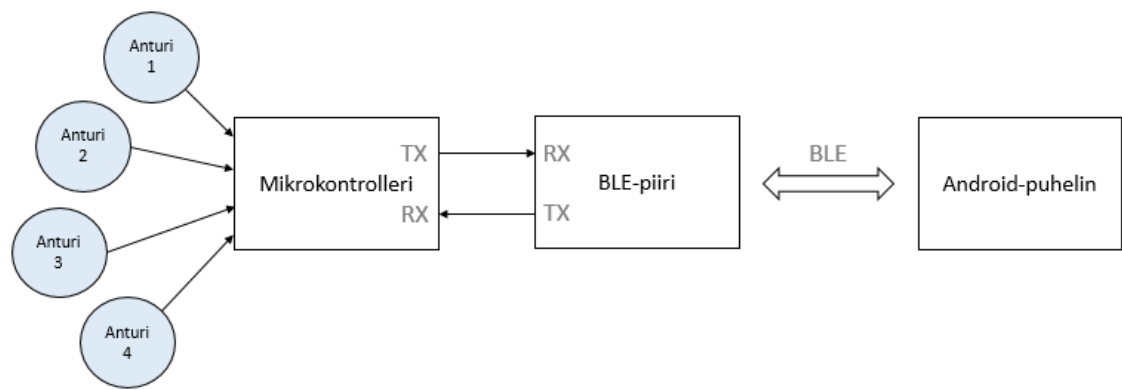 Anturi
1
Anturi
2
Anturi
3
Anturi
4
Mikrokontrolleri
TX
RX
RX
TX
BLE-piiri
BLE
Android-puhelin